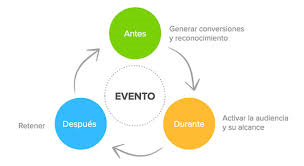 Antes
Generar conversiones
y reconocimiento
EVENTO
Retener
Después
Durante
Activar la audiencia
y su alcance